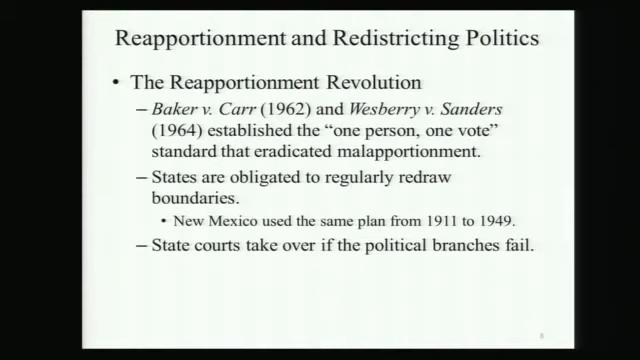 Reapportionment and Redistricting Politics
• The Reapportionment Revolution
– Baker v. Carr (1962) and Wesberry v. Sanders
(1964) established the “one person, one vote”
standard that eradicated malapportionment.
– States are obligated to regularly redraw
boundaries.
• New Mexico used the same plan from 1911 to 1949.
– State courts take over if the political branches fail.